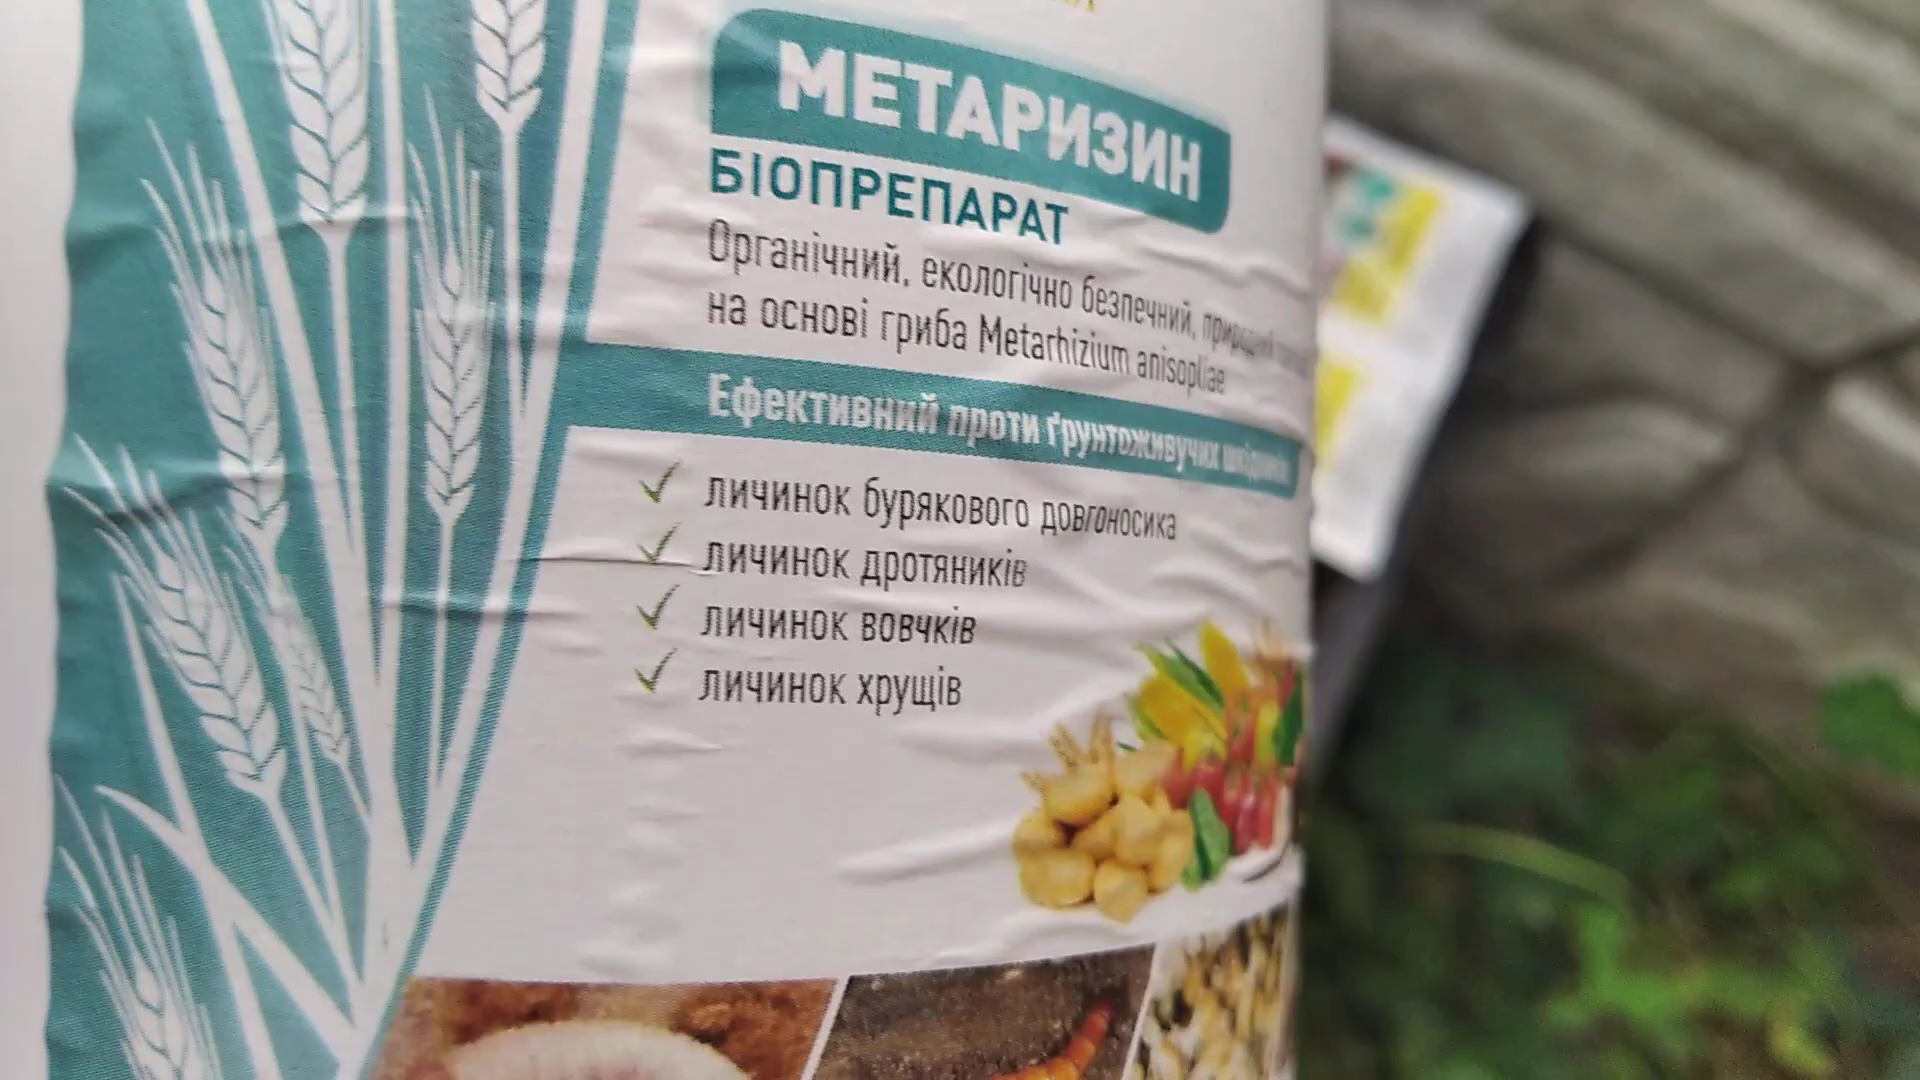 МЕТАРИЗИН
БІОПРЕПАРАТ
Органічний, екологічно безпечний, природний
на основі гриба Metarhizium anisopliae
Ефективний проти ґрунтоживучих шкідників
личинок бурякового довгоносика
личинок дротяників
личинок вовчків
личинок хрущів